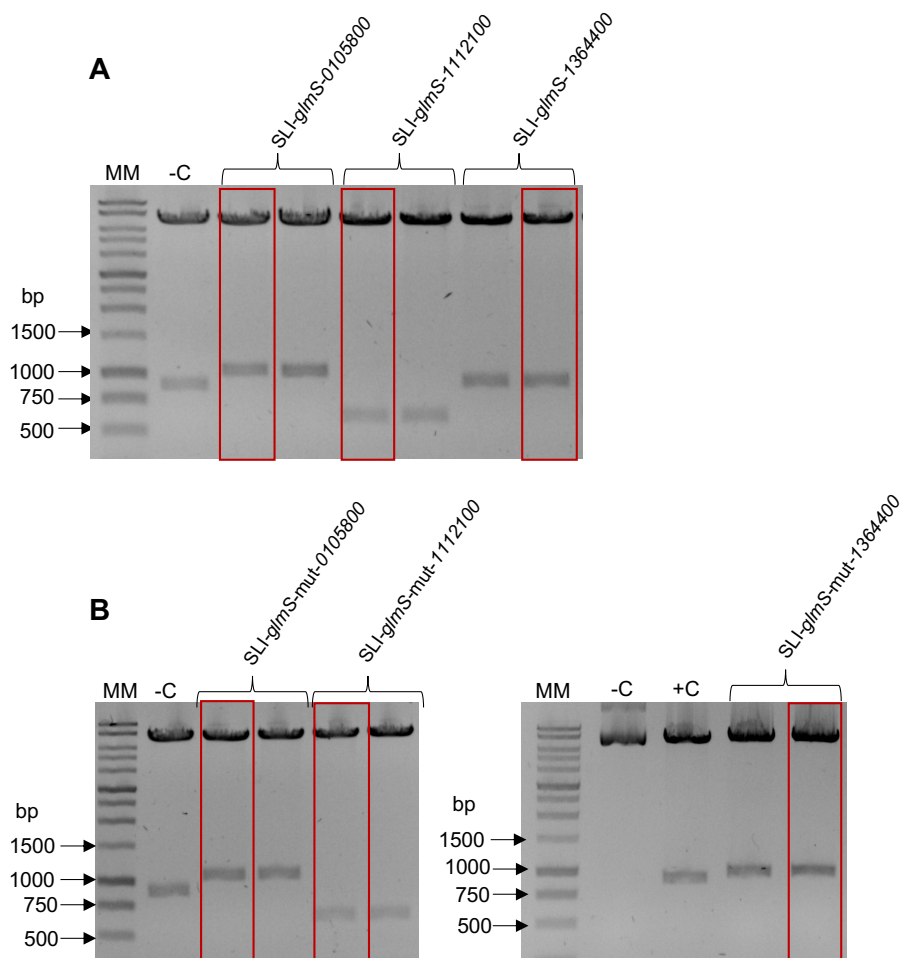 A
SLI-glmS-0105800
SLI-glmS-1112100
SLI-glmS-1364400
MM -C
bp
1500
1000
750
500
B
SLI-glmS-mut-0105800
SLI-glmS-mut-1112100
MM -C
bp
1500
1000
750
500
SLI-glmS-mut-1364400
MM -C +C
bp
1500
1000
750
500